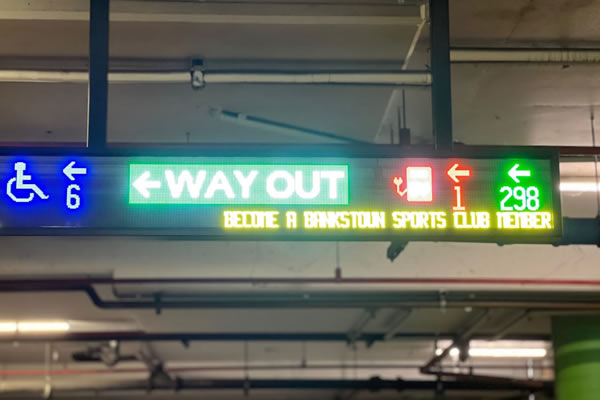 ← 6
← WAY OUT
← 1
← 298
BECOME A BANKSTOWN SPORTS CLUB MEMBER